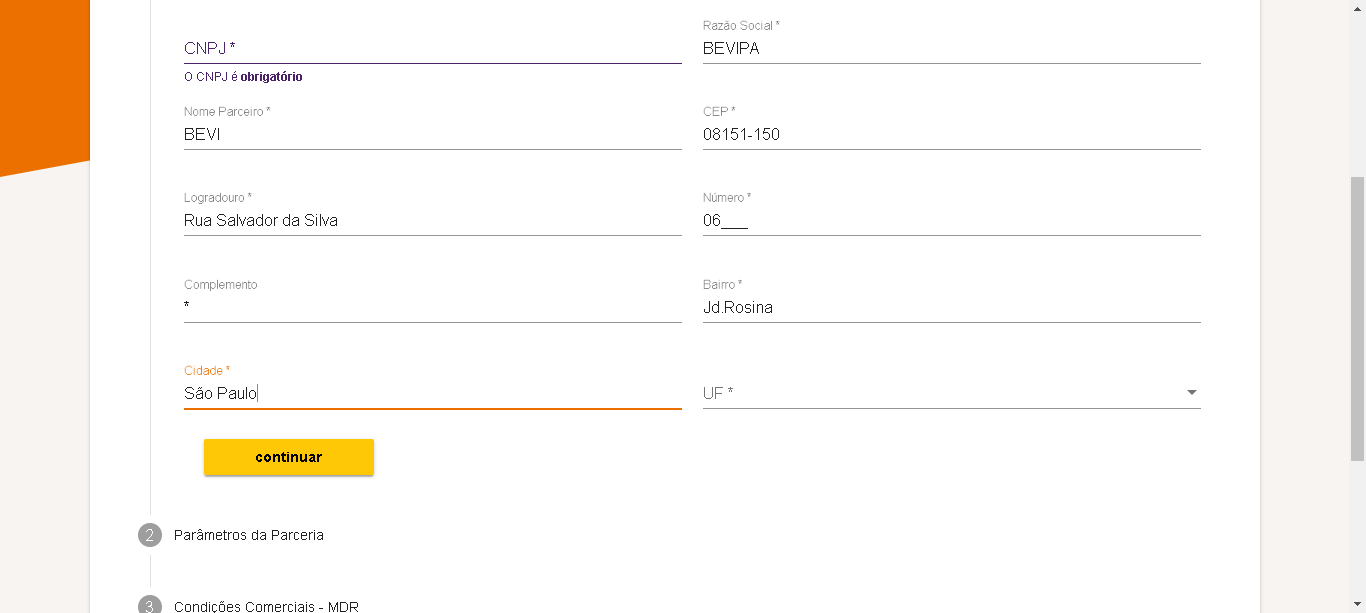 Razão Social *
CNPJ *
BEVIPA
O CNPJ é obrigatório
Nome Parceiro *
CEP *
BEVI
08151-150
Logradouro *
Número *
Rua Salvador da Silva
06___
Complemento
Bairro *
*
Jd.Rosina
Cidade *
São Paulo
UF *
continuar
2 Parâmetros da Parceria
3 Condições Comerciais - MDR